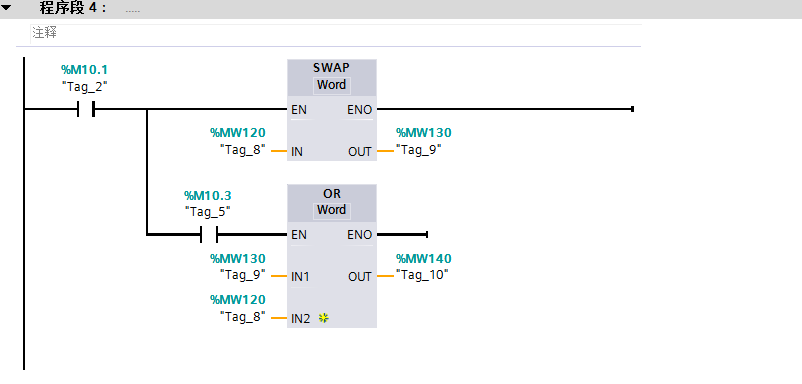 程序段 4： .....
注释
%M10.1
"Tag_2"
SWAP
Word
EN ENO
%MW120 %MW130
"Tag_8" IN OUT "Tag_9"
%M10.3
"Tag_5"
OR
Word
EN ENO
%MW130 %MW140
"Tag_9" IN1 OUT "Tag_10"
%MW120
"Tag_8" IN2